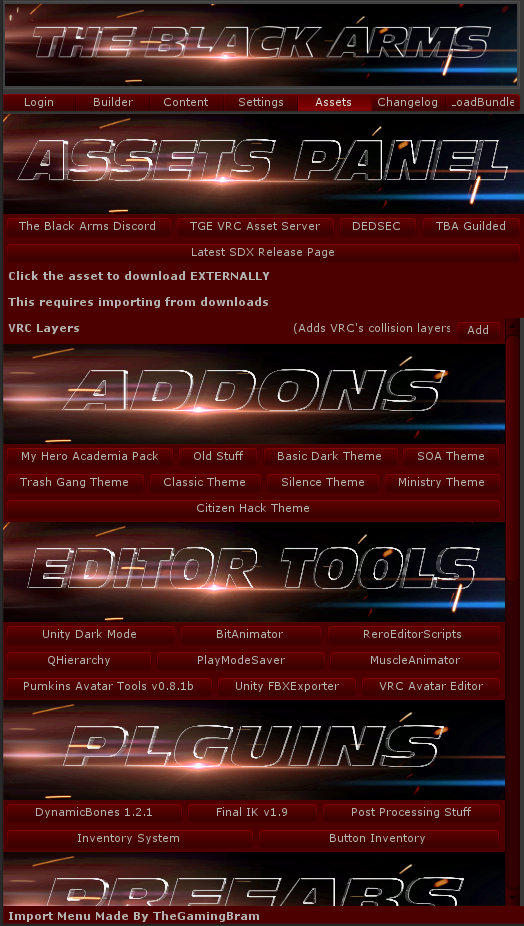 THE BLACK ARMS
Login Builder Content Settings Assets Changelog LoadBundle
ASSETS PANEL
The Black Arms Discord TGE VRC Asset Server DEDSEC TBA Guilded
Latest SDX Release Page
Click the asset to download EXTERNALLY
This requires importing from downloads
VRC Layers (Adds VRC's collision layers Add
ADDONS
My Hero Academia Pack Old Stuff Basic Dark Theme SOA Theme
Trash Gang Theme Classic Theme Silence Theme Ministry Theme
Citizen Hack Theme
EDITOR TOOLS
Unity Dark Mode BitAnimator ReroEditorScripts
QHierarchy PlayModeSaver MuscleAnimator
Pumkins Avatar Tools v0.8.1b Unity FBXExporter VRC Avatar Editor
PLGUINS
DynamicBones 1.2.1 Final IK v1.9 Post Processing Stuff
Inventory System Button Inventory
PREFABS
Import Menu Made By TheGamingBram